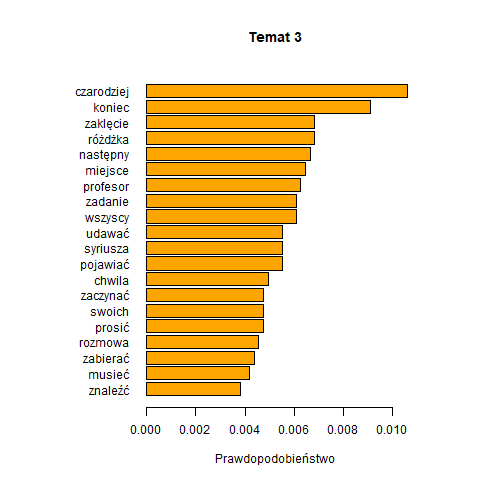 Temat 3
czarodziej
koniec
zaklęcie
różdżka
następny
miejsce
profesor
zadanie
wszyscy
udawać
syriusza
pojawiać
chwila
zaczynać
swoich
prosić
rozmowa
zabierać
musieć
znaleźć
0.000 0.002 0.004 0.006 0.008 0.010
Prawdopodobieństwo